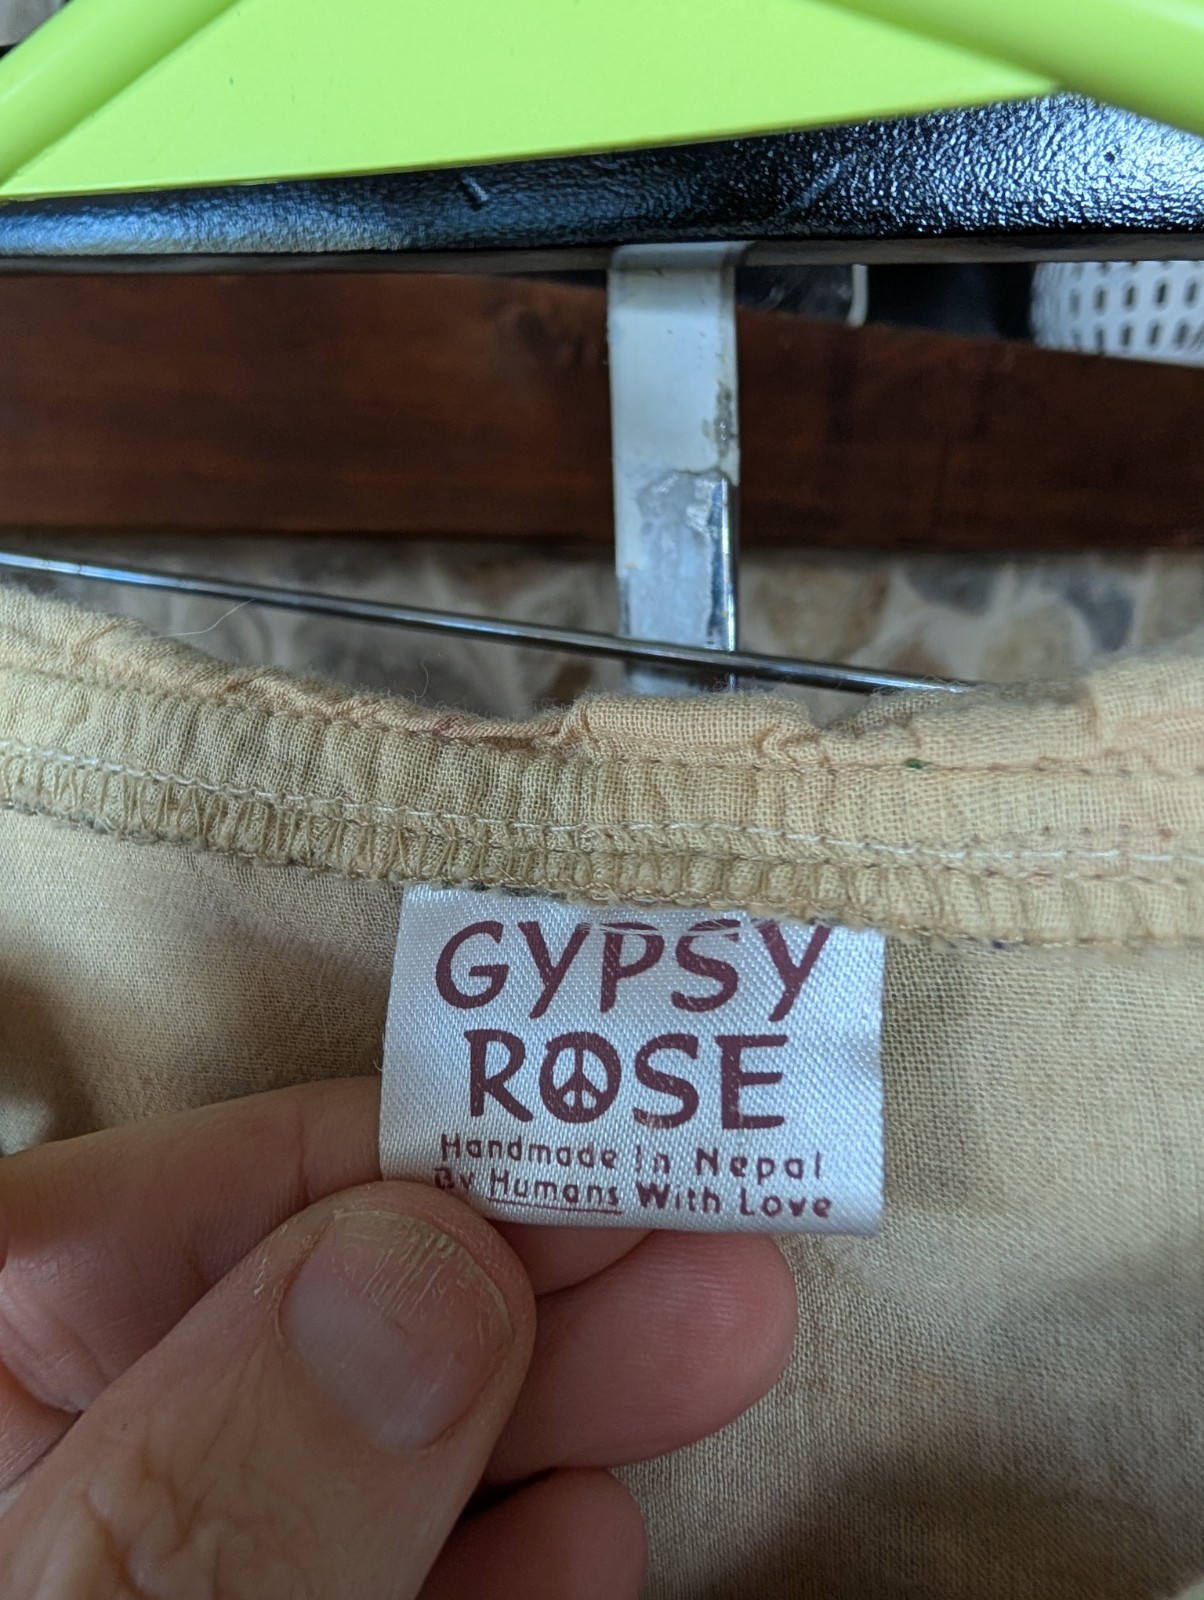 GYPSY
ROSE
Handmade In Nepal
By Humans With Love